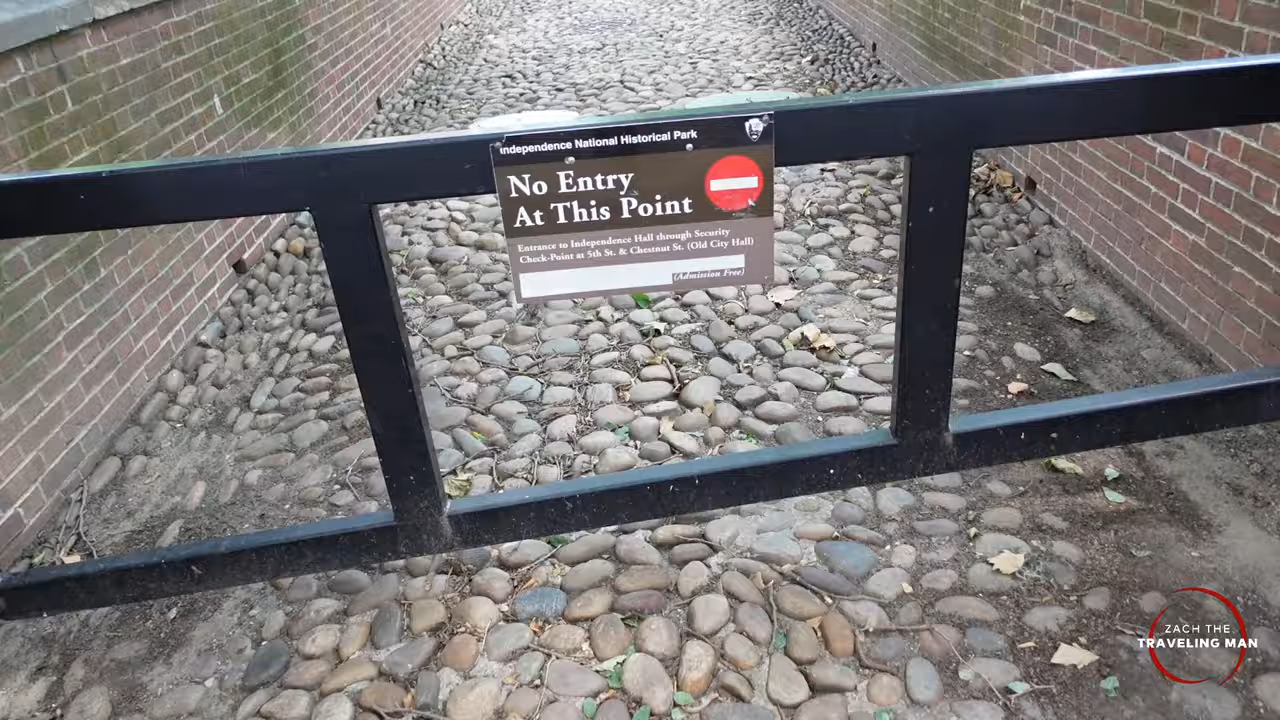 Independence National Historical Park
No Entry
At This Point
Entrance to Independence Hall through Security
Check-Point at 5th St. & Chestnut St. (Old City Hall)
(Admission Free)
ZACH THE
TRAVELING MAN